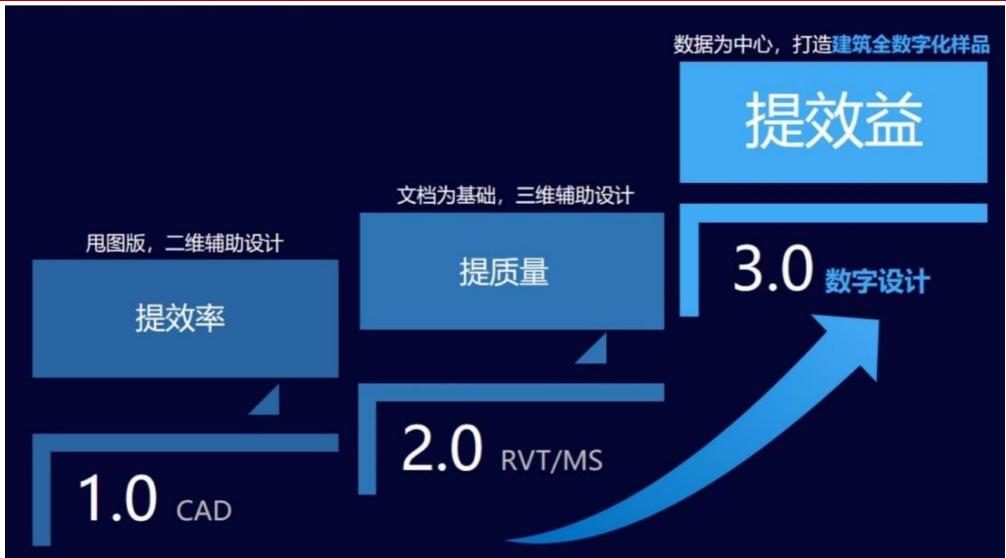 甩图版，二维辅助设计
提效率
1.0 CAD
文档为基础，三维辅助设计
提质量
2.0 RVT/MS
数据为中心，打造建筑全数字化样品
提效益
3.0 数字设计